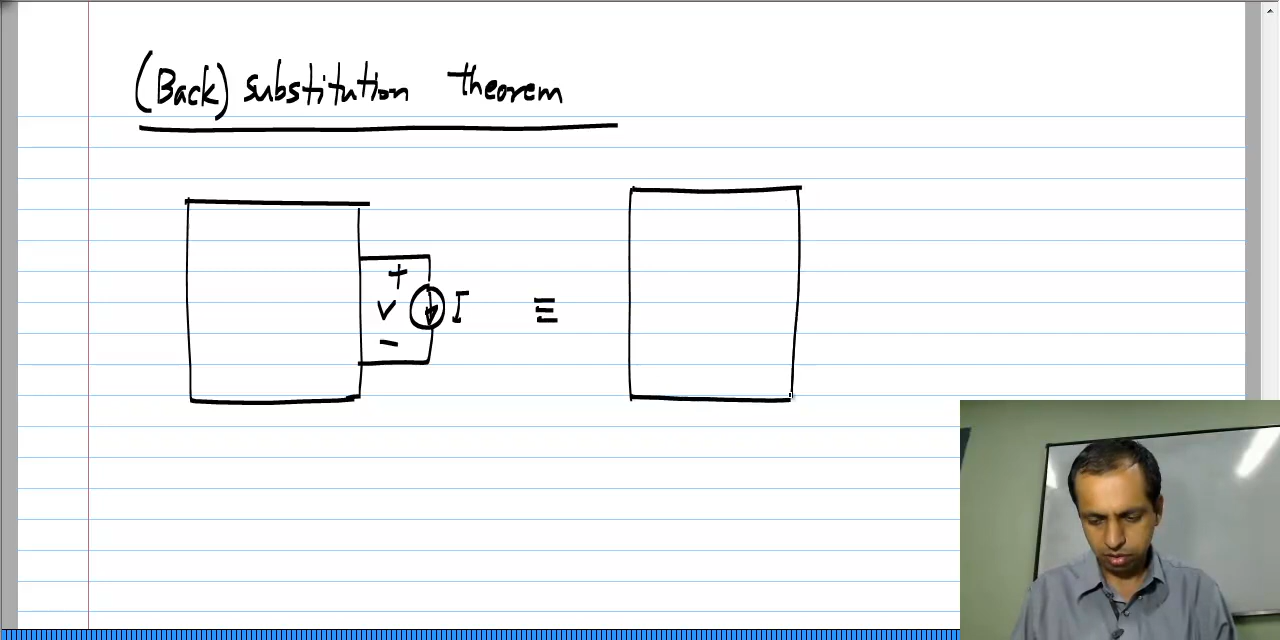 (Back) substitution theorem
+
V I ≡
-